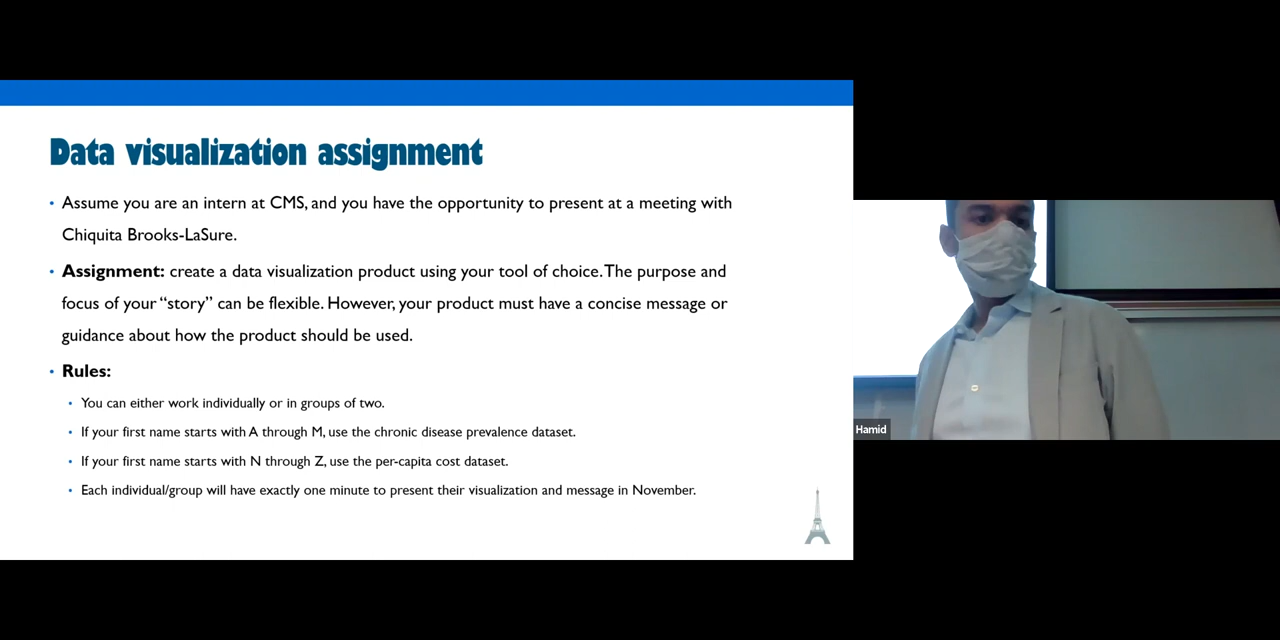 Data visualization assignment
• Assume you are an intern at CMS, and you have the opportunity to present at a meeting with
Chiquita Brooks-LaSure.
• Assignment: create a data visualization product using your tool of choice. The purpose and
focus of your “story” can be flexible. However, your product must have a concise message or
guidance about how the product should be used.
• Rules:
• You can either work individually or in groups of two.
• If your first name starts with A through M, use the chronic disease prevalence dataset.
• If your first name starts with N through Z, use the per-capita cost dataset.
• Each individual/group will have exactly one minute to present their visualization and message in November.
Hamid